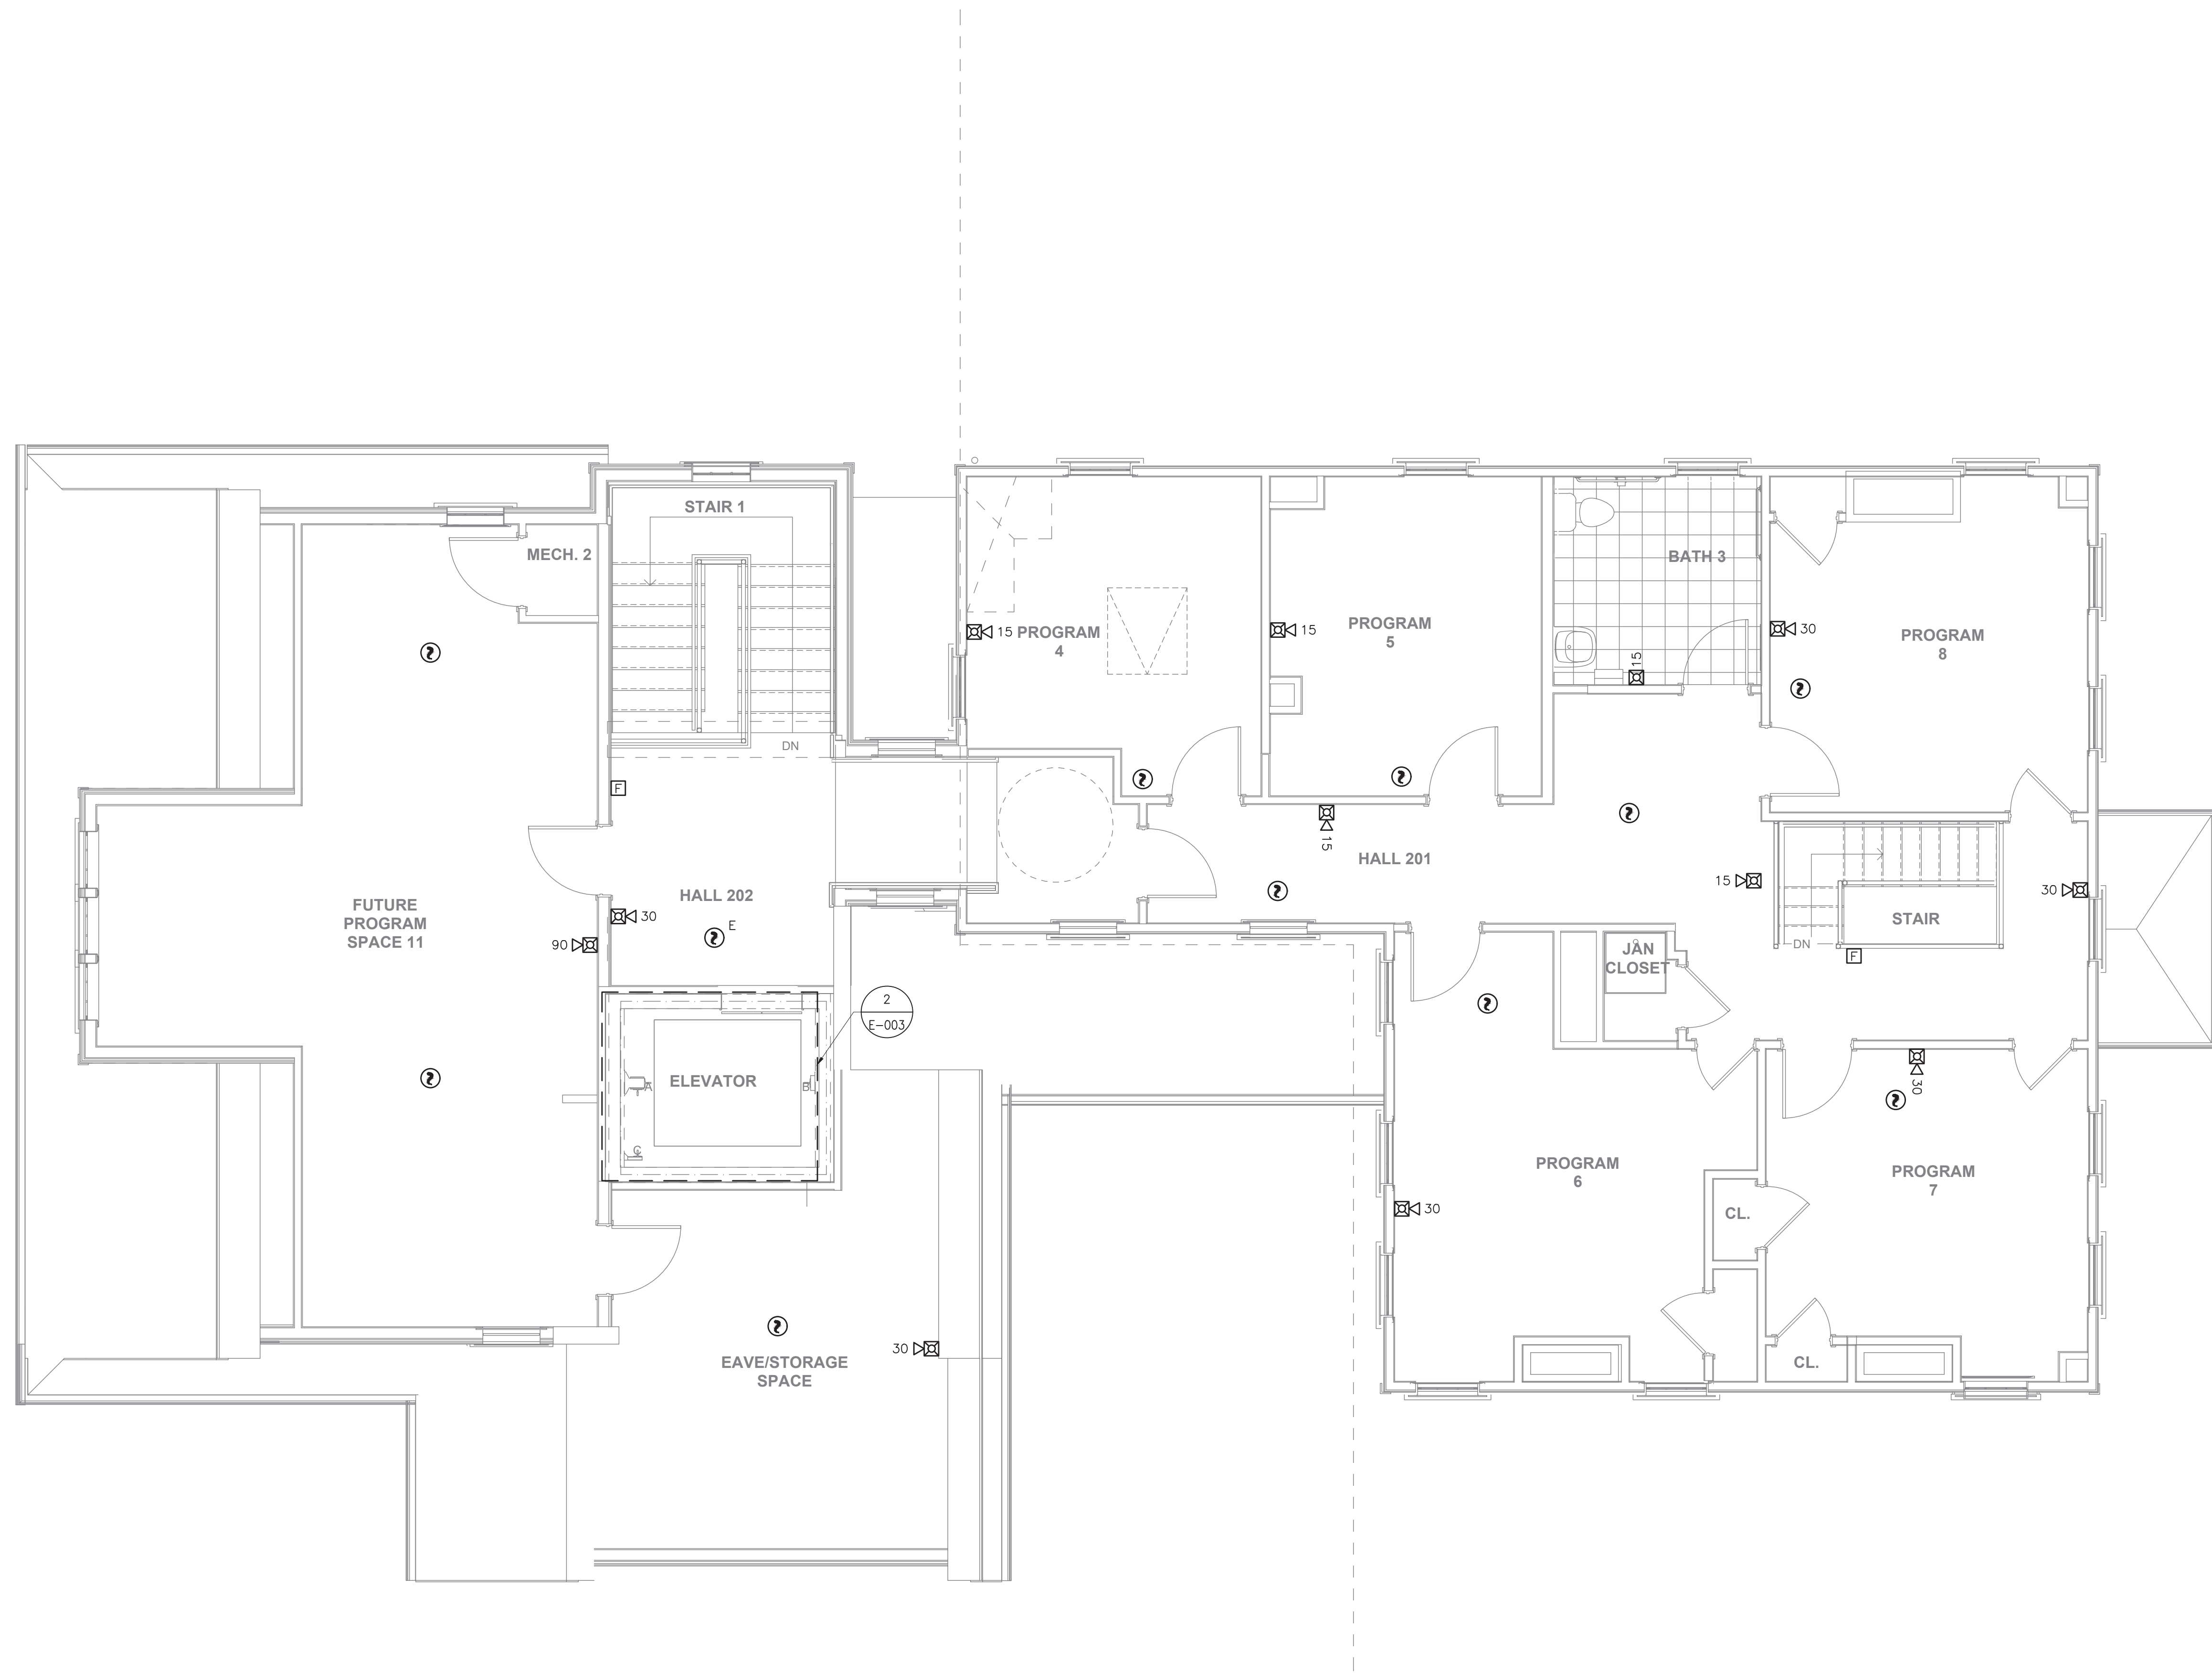 STAIR 1
MECH. 2
BATH 3
15 PROGRAM
4
PROGRAM
5
15
15
30
PROGRAM
8
DN
F
15
HALL 201
HALL 202
E
30
90
FUTURE
PROGRAM
SPACE 11
15
30
STAIR
DN
F
JAN
CLOSET
2
E-003
ELEVATOR
A
B
C
30
PROGRAM
6
30
PROGRAM
7
CL.
CL.
30
EAVE/STORAGE
SPACE